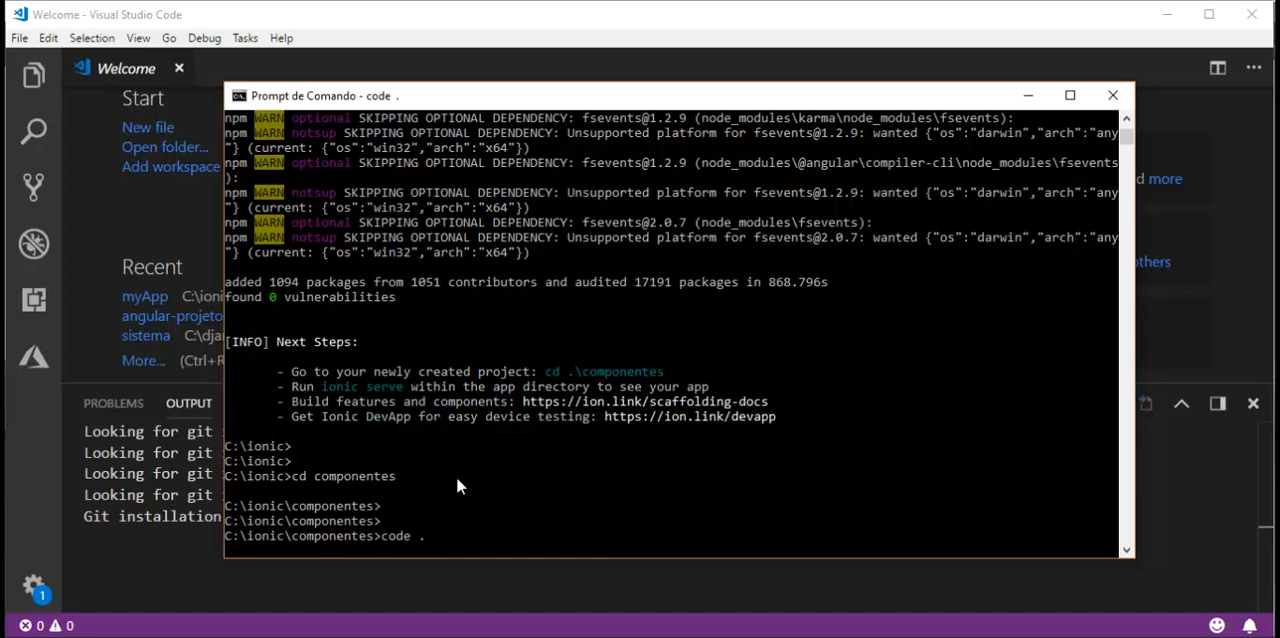 Welcome - Visual Studio Code
File Edit Selection View Go Debug Tasks Help
Welcome
Start
New file
Open folder...
Add workspace
Recent
myApp C:\ioni
angular-projeto
sistema C:\dja
More... (Ctrl+R
d more
others
PROBLEMS OUTPUT
Looking for git
Looking for git
Looking for git
Looking for git
Git installation
1
0 0
Prompt de Comando - code .
npm WARN optional SKIPPING OPTIONAL DEPENDENCY: fsevents@1.2.9 (node_modules\karma\node_modules\fsevents):
npm WARN notsup SKIPPING OPTIONAL DEPENDENCY: Unsupported platform for fsevents@1.2.9: wanted {"os":"darwin","arch":"any
"} (current: {"os":"win32","arch":"x64"})
npm WARN optional SKIPPING OPTIONAL DEPENDENCY: fsevents@1.2.9 (node_modules\@angular\compiler-cli\node_modules\fsevents
):
npm WARN notsup SKIPPING OPTIONAL DEPENDENCY: Unsupported platform for fsevents@1.2.9: wanted {"os":"darwin","arch":"any
"} (current: {"os":"win32","arch":"x64"})
npm WARN optional SKIPPING OPTIONAL DEPENDENCY: fsevents@2.0.7 (node_modules\fsevents):
npm WARN notsup SKIPPING OPTIONAL DEPENDENCY: Unsupported platform for fsevents@2.0.7: wanted {"os":"darwin","arch":"any
"} (current: {"os":"win32","arch":"x64"})
added 1094 packages from 1051 contributors and audited 17191 packages in 868.796s
found 0 vulnerabilities
[INFO] Next Steps:
- Go to your newly created project: cd .\componentes
- Run ionic serve within the app directory to see your app
- Build features and components: https://ion.link/scaffolding-docs
- Get Ionic DevApp for easy device testing: https://ion.link/devapp
C:\ionic>
C:\ionic>
C:\ionic>cd componentes
C:\ionic\componentes>
C:\ionic\componentes>
C:\ionic\componentes>code .